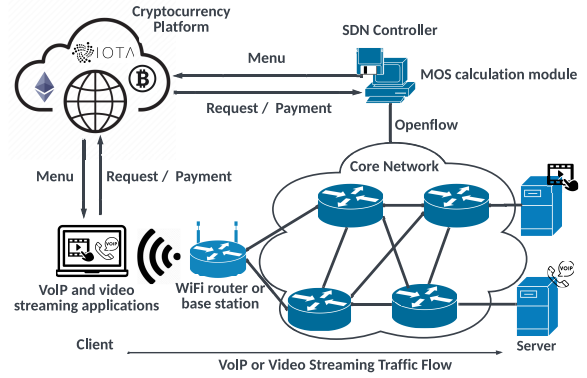 Cryptocurrency
Platform
IOTA
SDN Controller
Menu
MOS calculation module
Request / Payment
Openflow
Core Network
Menu
Request / Payment
VOIP
VoIP and video
streaming applications
WiFi router or
base station
VOIP
Server
Client
VoIP or Video Streaming Traffic Flow